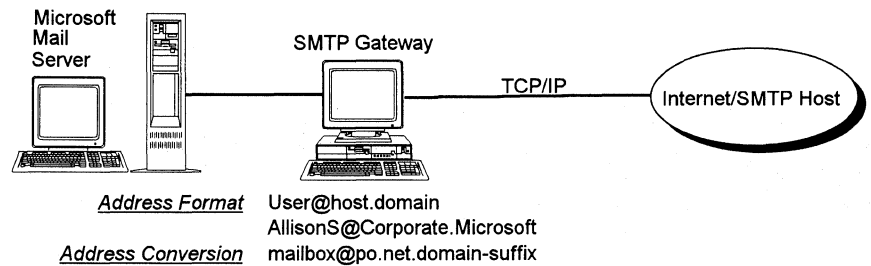 Microsoft
Mail
Server
SMTP Gateway
TCP/IP
Internet/SMTP Host
Address Format User@host.domain
AllisonS@Corporate.Microsoft
Address Conversion mailbox@po.net.domain-suffix